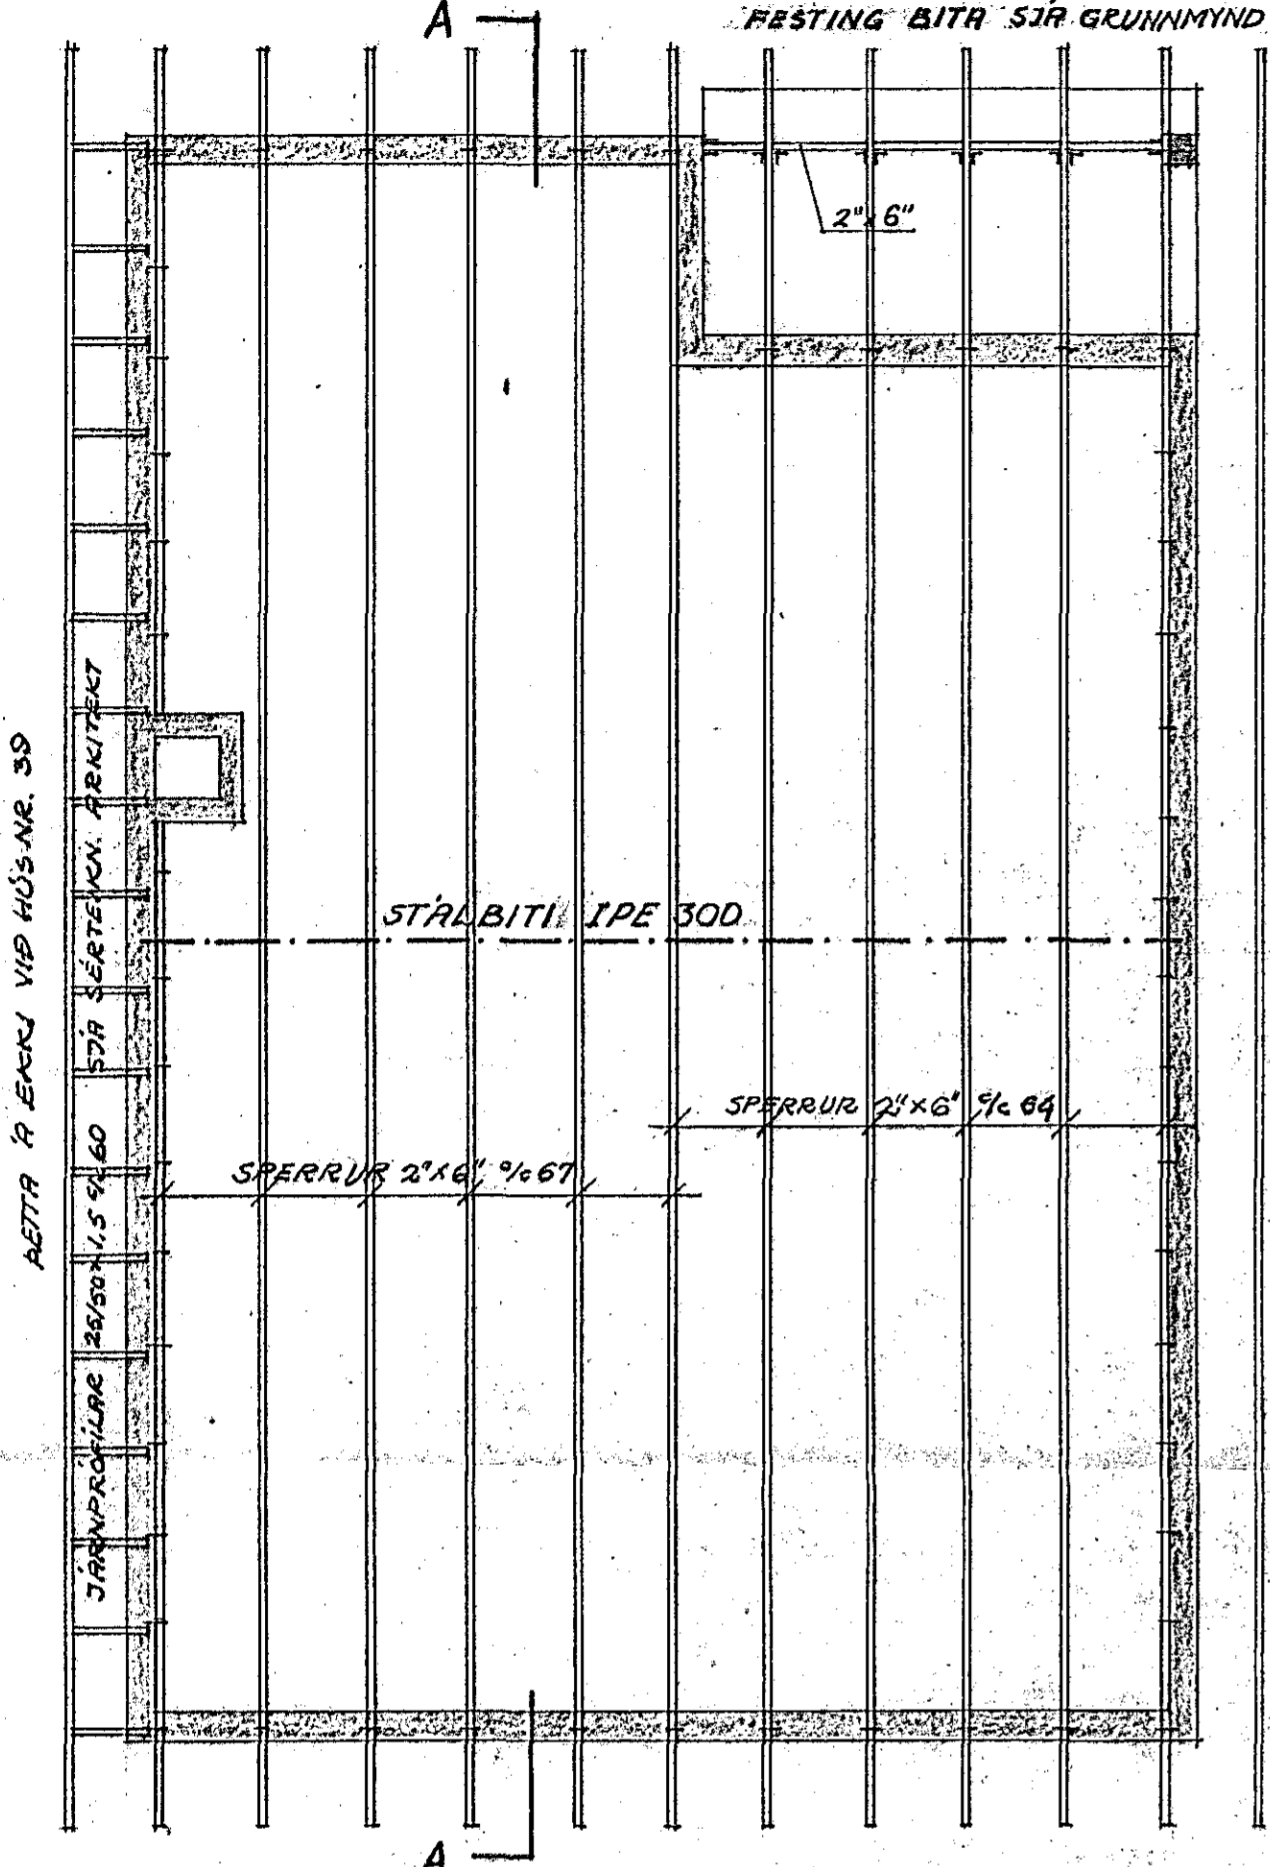 A
FESTING BITA SJÁ GRUNNMYND
2"x6"
STÁLBITI IPE 300
SPERRUR 2"x6" c/c 64
SPERRUR 2"x6" c/c 67
ÞETTA Á EKKI VIÐ HÚS NR. 39
JÁRNPRÓFÍLAR 25/50x1,5 c/c 60 SJÁ SÉRTEIKN. ARKITEKT
A